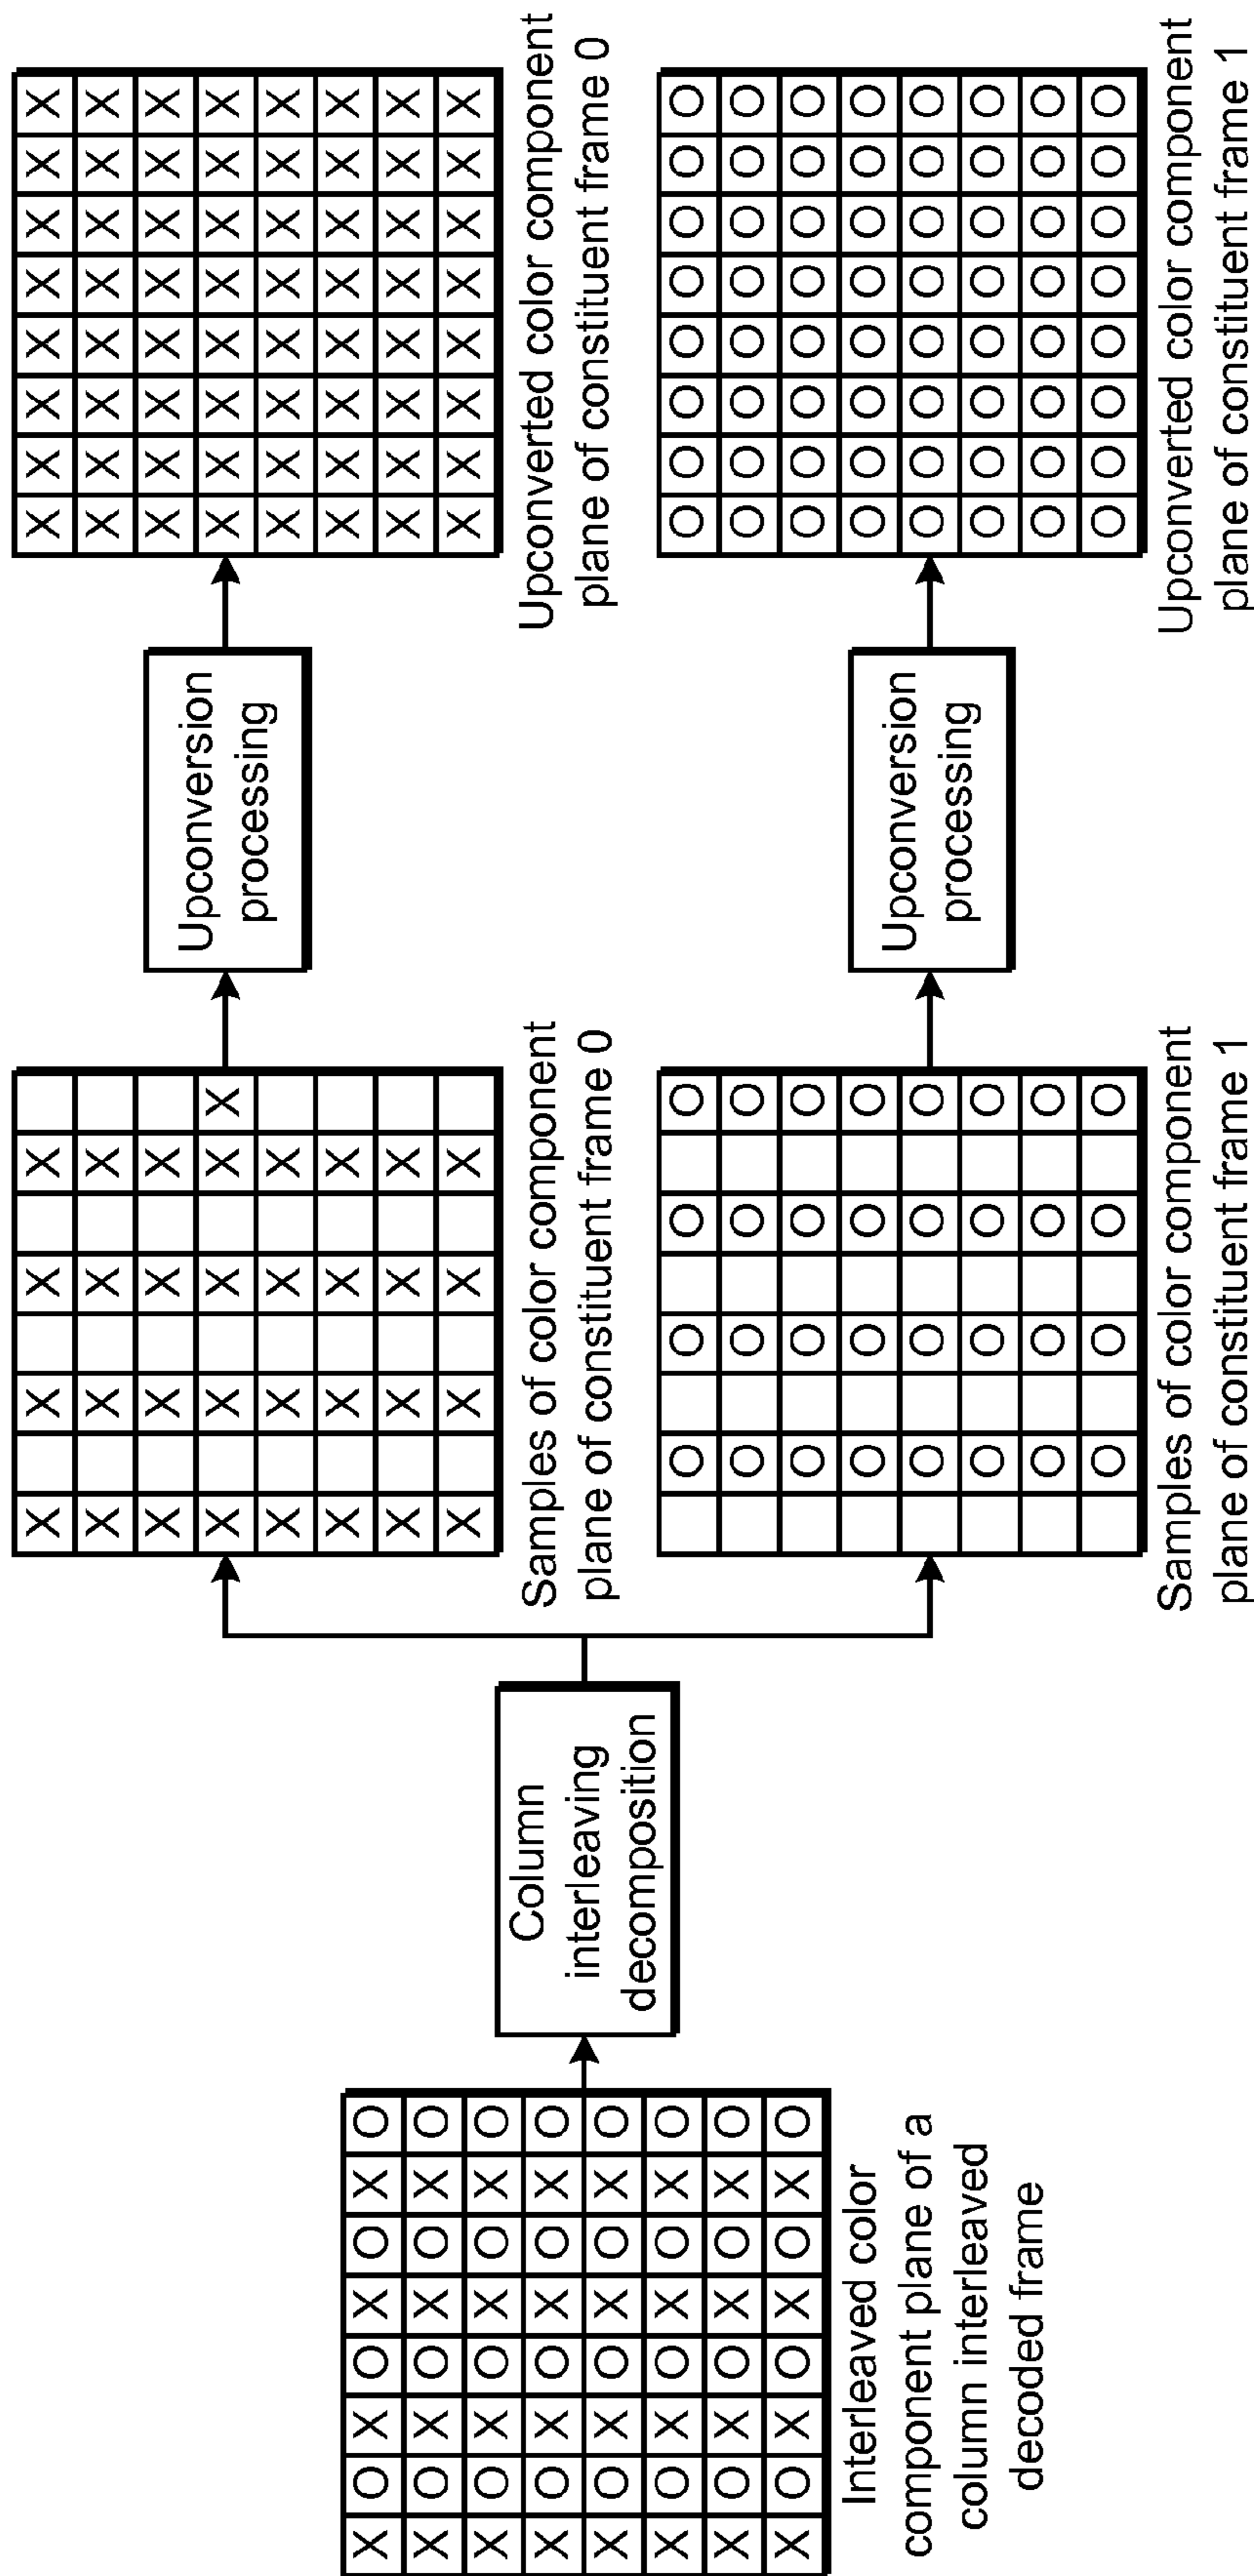 X O X O X O X O
X O X O X O X O
X O X O X O X O
X O X O X O X O
X O X O X O X O
X O X O X O X O
X O X O X O X O
X O X O X O X O
Interleaved color
component plane of a
column interleaved
decoded frame
Column
interleaving
decomposition
X X X X
X X X X
X X X X
X X X X X
X X X X
X X X X
X X X X
X X X X
Samples of color component
plane of constituent frame 0
Upconversion
processing
X X X X X X X X
X X X X X X X X
X X X X X X X X
X X X X X X X X
X X X X X X X X
X X X X X X X X
X X X X X X X X
X X X X X X X X
Upconverted color component
plane of constituent frame 0
O O O O
O O O O
O O O O
O O O O
O O O O
O O O O
O O O O
O O O O
Samples of color component
plane of constituent frame 1
Upconversion
processing
O O O O O O O O
O O O O O O O O
O O O O O O O O
O O O O O O O O
O O O O O O O O
O O O O O O O O
O O O O O O O O
O O O O O O O O
Upconverted color component
plane of constituent frame 1